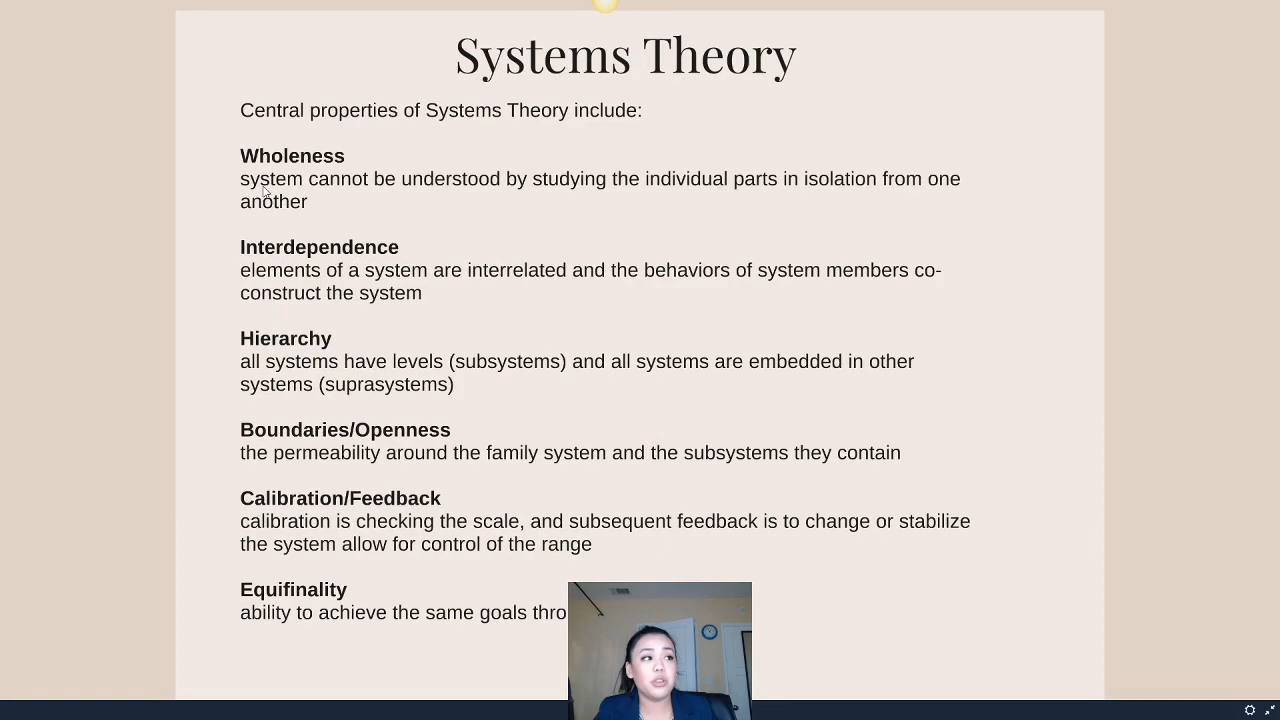 Systems Theory
Central properties of Systems Theory include:
Wholeness
system cannot be understood by studying the individual parts in isolation from one
another
Interdependence
elements of a system are interrelated and the behaviors of system members co-
construct the system
Hierarchy
all systems have levels (subsystems) and all systems are embedded in other
systems (suprasystems)
Boundaries/Openness
the permeability around the family system and the subsystems they contain
Calibration/Feedback
calibration is checking the scale, and subsequent feedback is to change or stabilize
the system allow for control of the range
Equifinality
ability to achieve the same goals thro